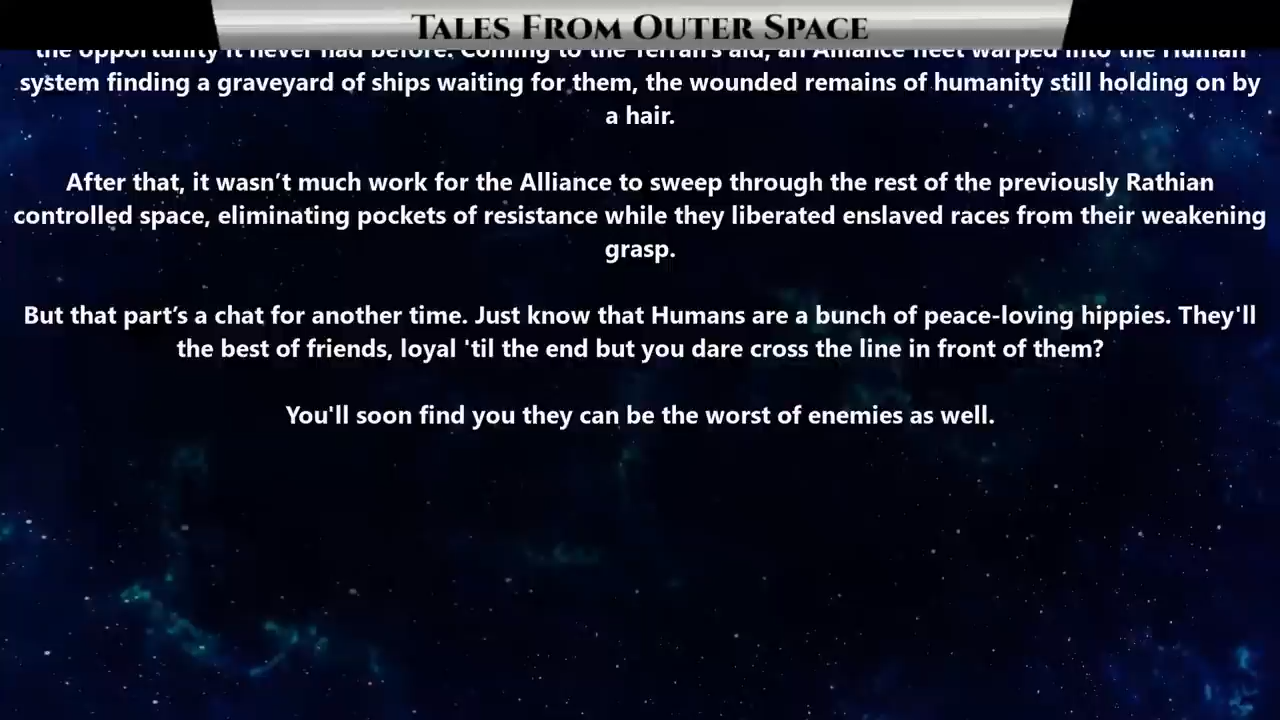 Tales From Outer Space
the opportunity it never had before. Coming to the Terran's aid, an Alliance fleet warped into the Human
system finding a graveyard of ships waiting for them, the wounded remains of humanity still holding on by
a hair.
After that, it wasn’t much work for the Alliance to sweep through the rest of the previously Rathian
controlled space, eliminating pockets of resistance while they liberated enslaved races from their weakening
grasp.
But that part’s a chat for another time. Just know that Humans are a bunch of peace-loving hippies. They'll
the best of friends, loyal 'til the end but you dare cross the line in front of them?
You'll soon find you they can be the worst of enemies as well.